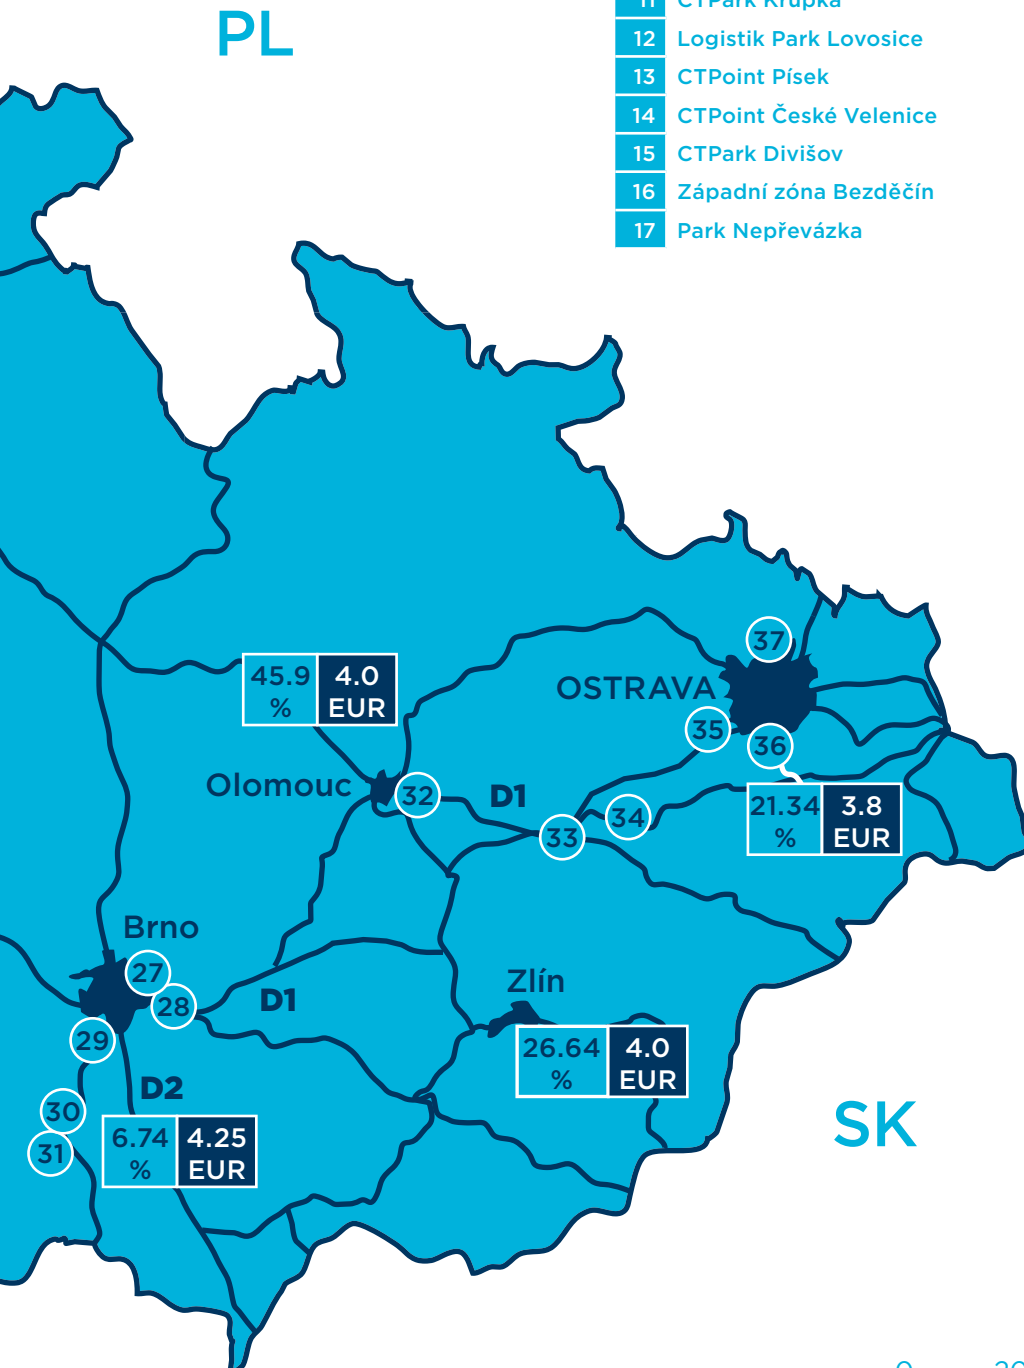 11 CTPark Krupka
PL
12 Logistik Park Lovosice
13 CTPoint Písek
14 CTPoint České Velenice
15 CTPark Divišov
16 Západní zóna Bezděčín
17 Park Nepřevázka
37
45.9 % 4.0 EUR
OSTRAVA
35
36
Olomouc
32
D1
33
34
21.34 % 3.8 EUR
Brno
27
28
D1
Zlín
29
26.64 % 4.0 EUR
D2
30
31
6.74 % 4.25 EUR
SK